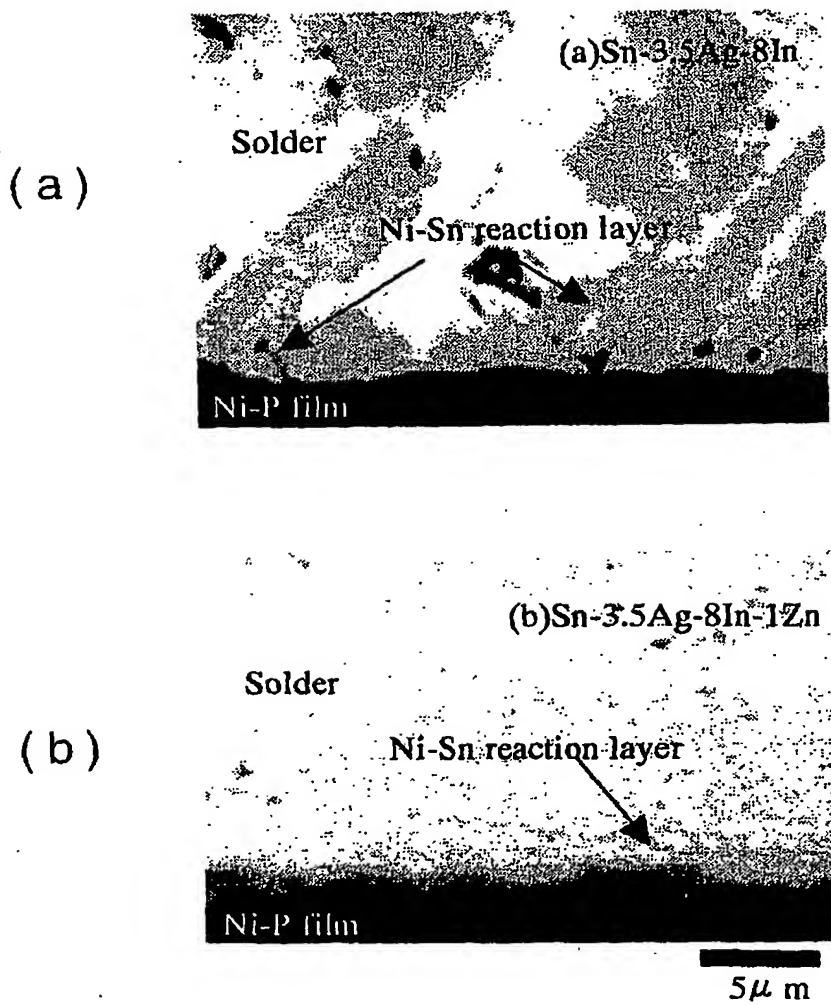 (a)Sn-3.5Ag-8In
(a)
Solder
Ni-Sn reaction layer
Ni-P film
(b)Sn-3.5Ag-8In-1Zn
Solder
(b)
Ni-Sn reaction layer
Ni-P film
5μm